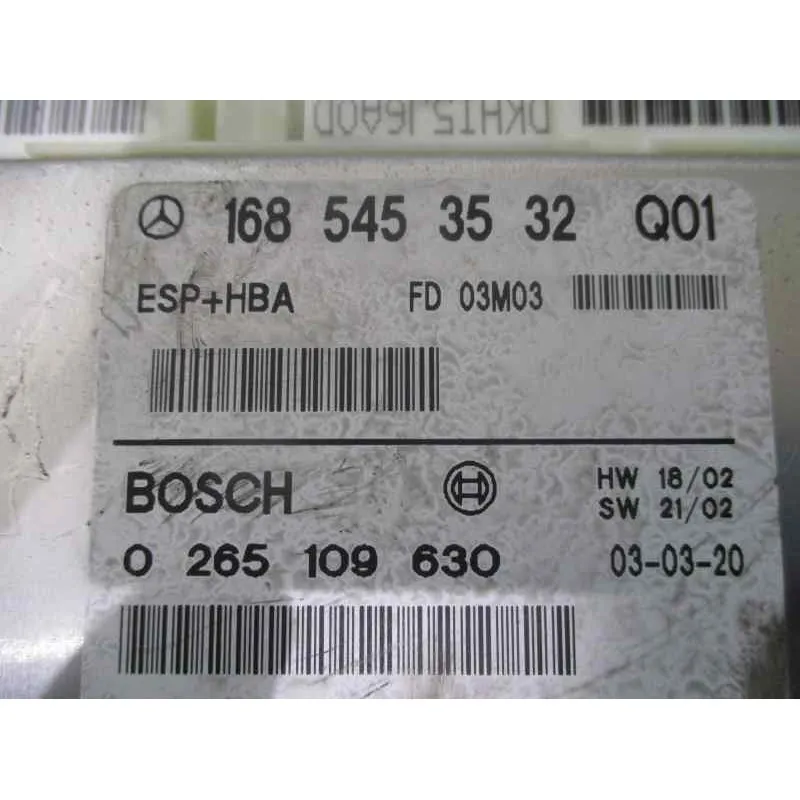 168 545 35 32 Q01
ESP+HBA FD 03M03
BOSCH
HW 18/02
SW 21/02
0 265 109 630 03-03-20